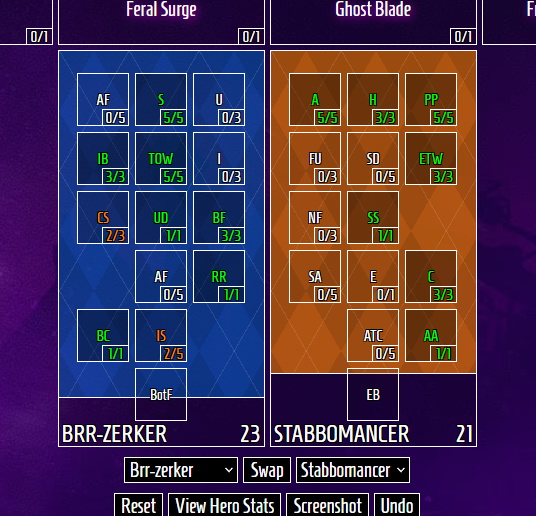 Feral Surge Ghost Blade Fr
0/1 0/1 0/1
AF S U A H PP
0/5 5/5 0/3 5/5 3/3 5/5
IB TOW I FU SD ETW
3/3 5/5 0/3 0/3 0/5 3/3
CS UD BF NF SS
2/3 1/1 3/3 0/3 1/1
AF RR SA E C
0/5 1/1 0/5 0/1 3/3
BC IS ATC AA
1/1 2/5 0/5 1/1
BotF EB
BRR-ZERKER 23 STABBOMANCER 21
Brr-zerker Swap Stabbomancer
Reset View Hero Stats Screenshot Undo